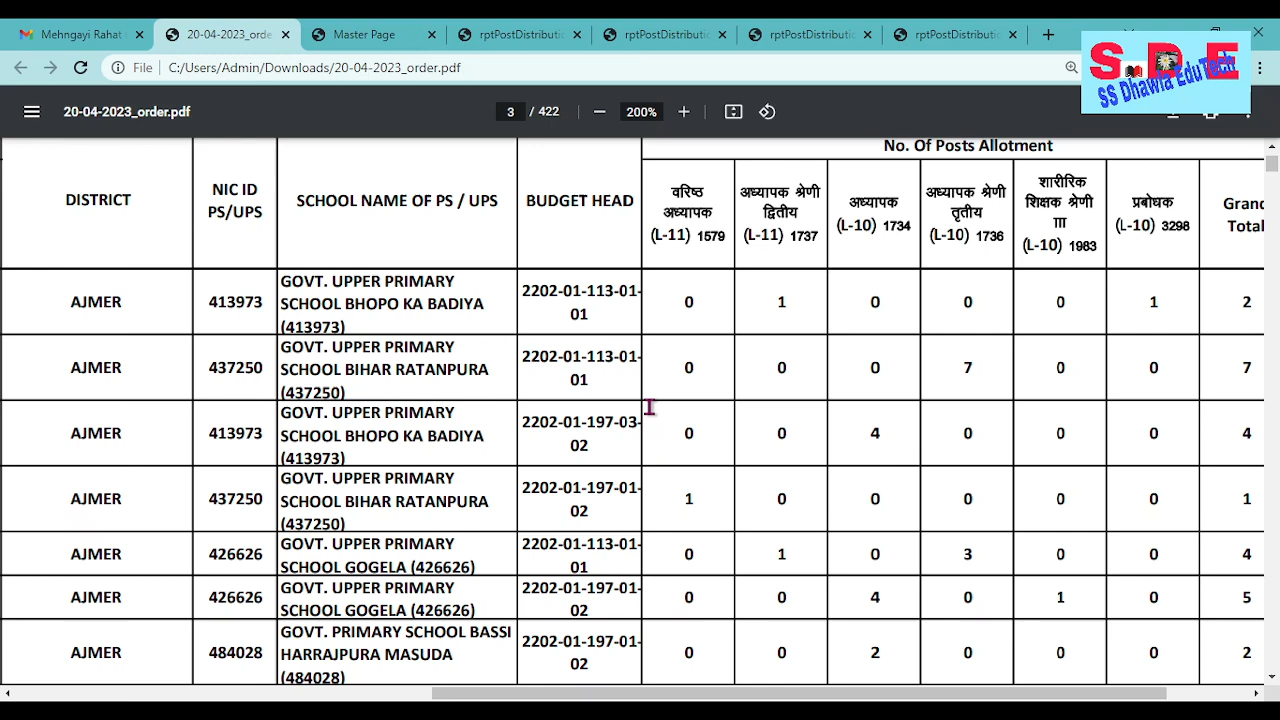 Mehngayi Rahat
20-04-2023_orde
Master Page
rptPostDistributi
rptPostDistributi
rptPostDistributi
rptPostDistributi
File
C:/Users/Admin/Downloads/20-04-2023_order.pdf
S D E
SS Dhawla EduTech
20-04-2023_order.pdf
3 / 422
200%
No. Of Posts Allotment
DISTRICT
NIC ID
PS/UPS
SCHOOL NAME OF PS / UPS
BUDGET HEAD
वरिष्ठ
अध्यापक
(L-11) 1579
अध्यापक श्रेणी
द्वितीय
(L-11) 1737
अध्यापक
(L-10) 1734
अध्यापक श्रेणी
तृतीय
(L-10) 1736
शारीरिक
शिक्षक श्रेणी
III
(L-10) 1983
प्रबोधक
(L-10) 3298
Grand
Total
AJMER
413973
GOVT. UPPER PRIMARY
SCHOOL BHOPO KA BADIYA
(413973)
2202-01-113-01-
01
0 1 0 0 0 1 2
AJMER
437250
GOVT. UPPER PRIMARY
SCHOOL BIHAR RATANPURA
(437250)
2202-01-113-01-
01
0 0 0 7 0 0 7
AJMER
413973
GOVT. UPPER PRIMARY
SCHOOL BHOPO KA BADIYA
(413973)
2202-01-197-03-
02
0 0 4 0 0 0 4
AJMER
437250
GOVT. UPPER PRIMARY
SCHOOL BIHAR RATANPURA
(437250)
2202-01-197-01-
02
1 0 0 0 0 0 1
AJMER
426626
GOVT. UPPER PRIMARY
SCHOOL GOGELA (426626)
2202-01-113-01-
01
0 1 0 3 0 0 4
AJMER
426626
GOVT. UPPER PRIMARY
SCHOOL GOGELA (426626)
2202-01-197-01-
02
0 0 4 0 1 0 5
AJMER
484028
GOVT. PRIMARY SCHOOL BASSI
HARRAJPURA MASUDA
(484028)
2202-01-197-01-
02
0 0 2 0 0 0 2